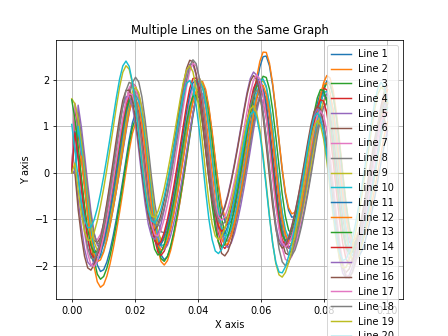 Multiple Lines on the Same Graph
Y axis
2
1
0
−1
−2
0.00
0.02
0.04
0.06
X axis
Line 1
Line 2
Line 3
Line 4
Line 5
Line 6
Line 7
Line 8
Line 9
Line 10
Line 11
Line 12
Line 13
Line 14
Line 15
Line 16
Line 17
Line 18
Line 19
Line 20